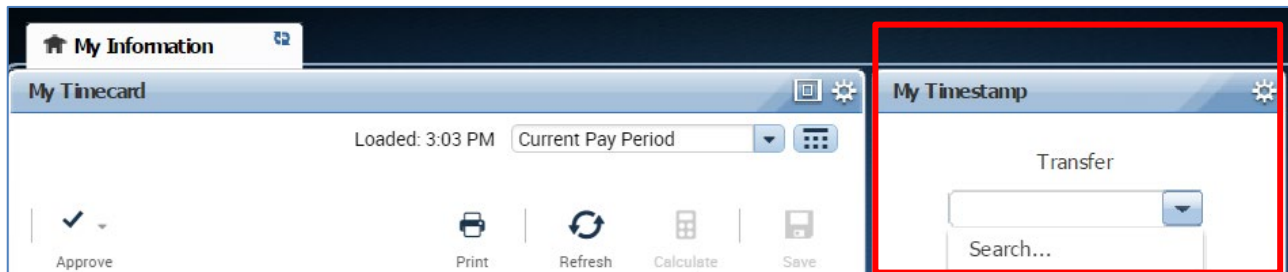 My Information
My Timecard
Loaded: 3:03 PM Current Pay Period
Approve Print Refresh Calculate Save
My Timestamp
Transfer
Search...